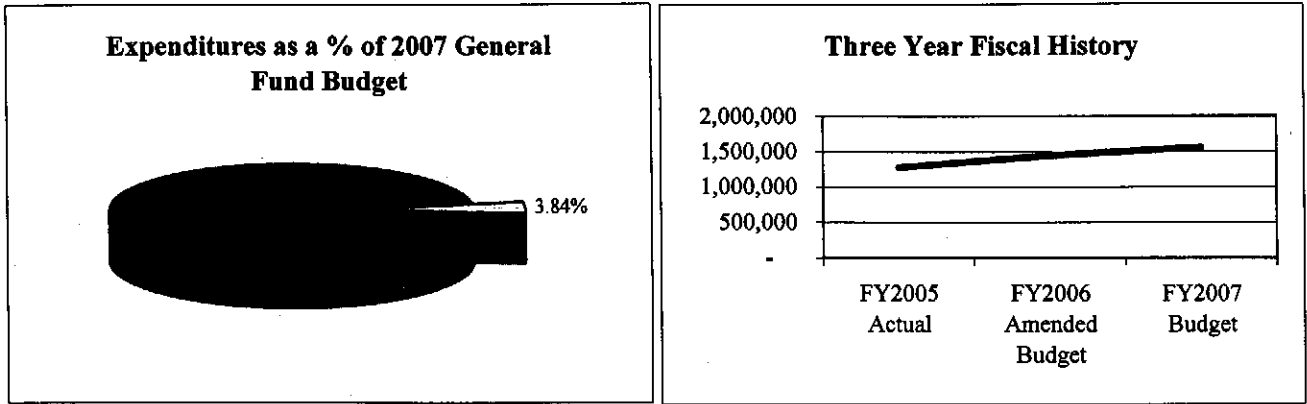 Expenditures as a % of 2007 General
Fund Budget
3.84%
Three Year Fiscal History
2,000,000
1,500,000
1,000,000
500,000
-
FY2005 FY2006 FY2007
Actual Amended Budget
Budget